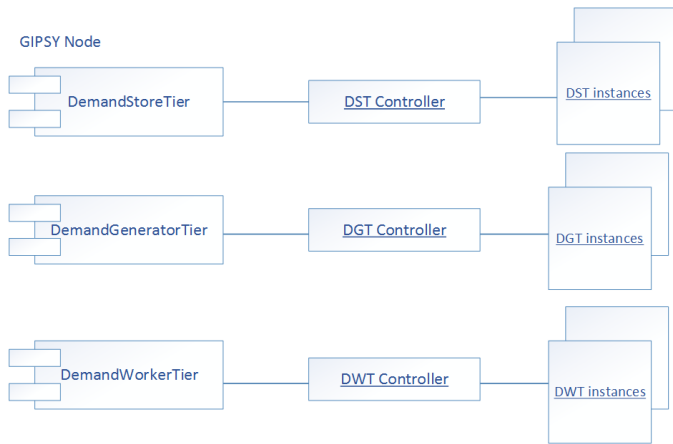 GIPSY Node
DemandStoreTier
DST Controller
DST instances
DemandGeneratorTier
DGT Controller
DGT instances
DemandWorkerTier
DWT Controller
DWT instances